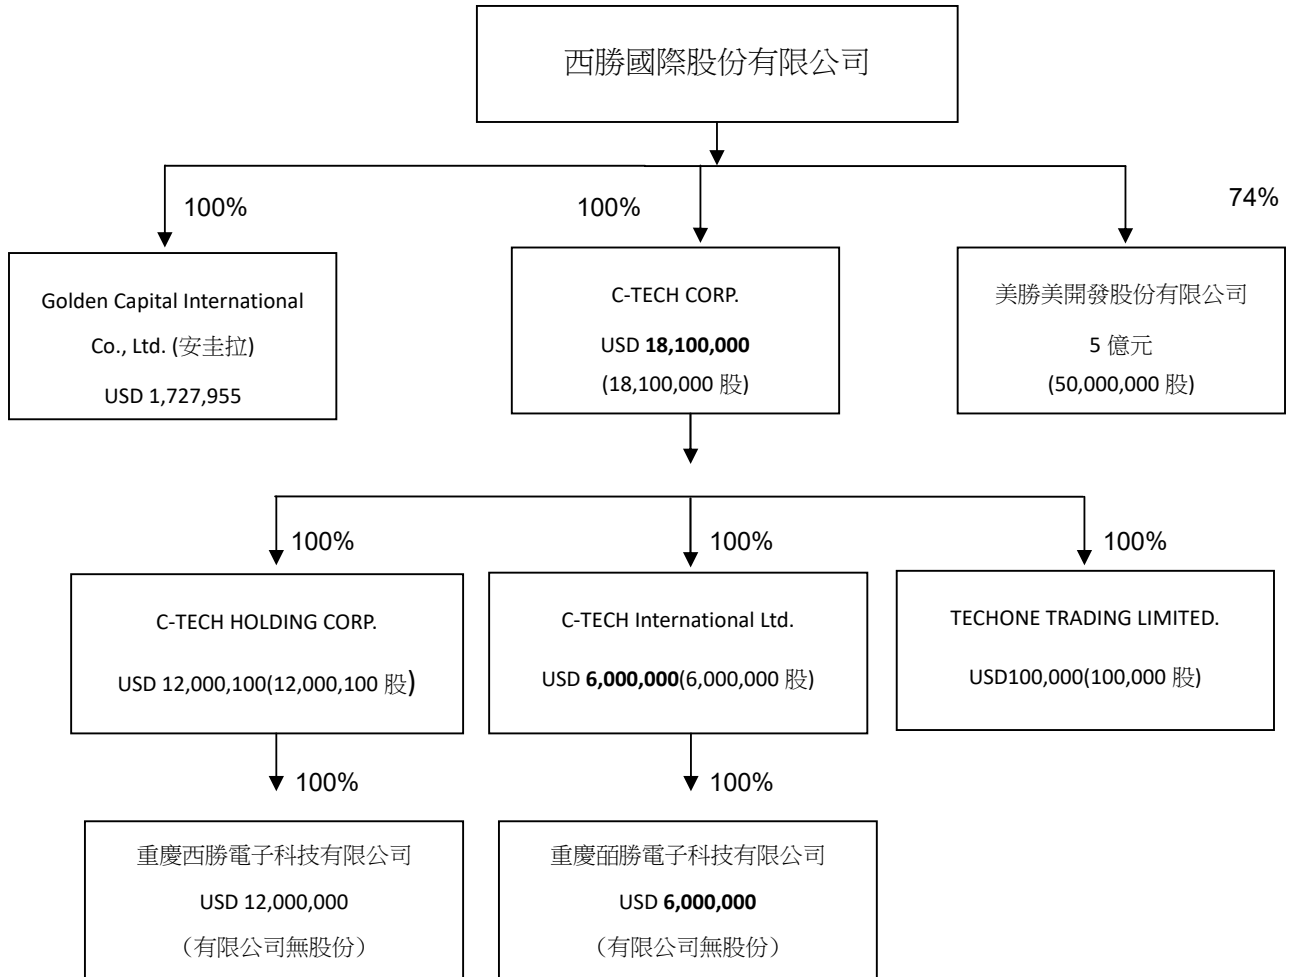 西勝國際股份有限公司
100%
100%
74%
Golden Capital International
Co., Ltd. (安圭拉)
USD 1,727,955
C-TECH CORP.
USD 18,100,000
(18,100,000 股)
美勝美開發股份有限公司
5 億元
(50,000,000 股)
100%
100%
100%
C-TECH HOLDING CORP.
USD 12,000,100(12,000,100 股)
C-TECH International Ltd.
USD 6,000,000(6,000,000 股)
TECHONE TRADING LIMITED.
USD100,000(100,000 股)
100%
100%
重慶西勝電子科技有限公司
USD 12,000,000
（有限公司無股份）
重慶皕勝電子科技有限公司
USD 6,000,000
（有限公司無股份）